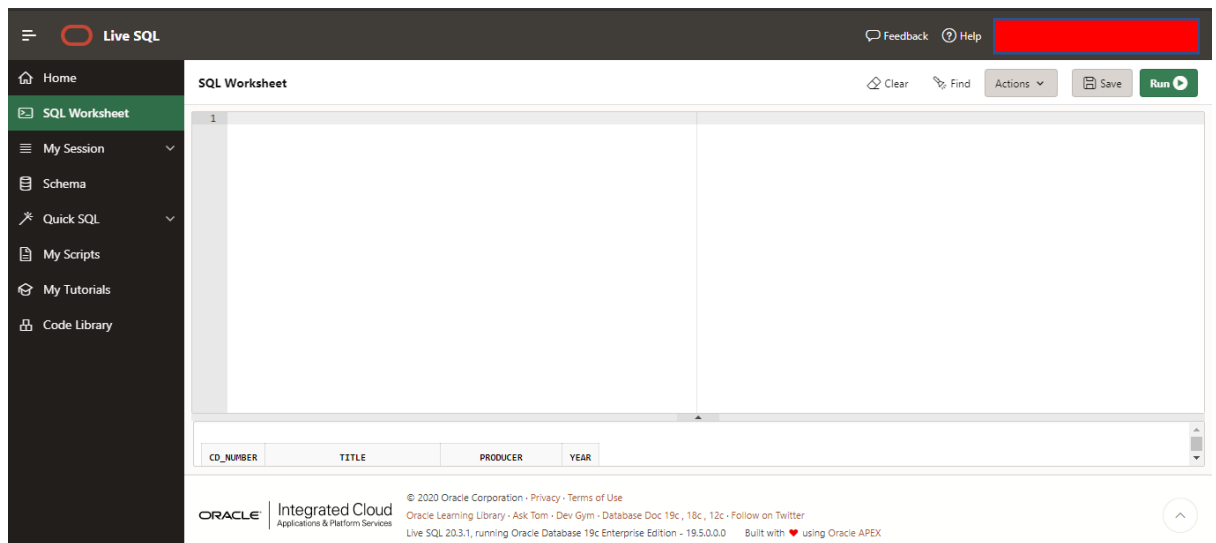 Live SQL
Feedback
Help
Home
SQL Worksheet
My Session
Schema
Quick SQL
My Scripts
My Tutorials
Code Library
SQL Worksheet
Clear
Find
Actions
Save
Run
1
CD_NUMBER TITLE PRODUCER YEAR
ORACLE Integrated Cloud
Applications & Platform Services
© 2020 Oracle Corporation · Privacy · Terms of Use
Oracle Learning Library · Ask Tom · Dev Gym · Database Doc 19c , 18c , 12c · Follow on Twitter
Live SQL 20.3.1, running Oracle Database 19c Enterprise Edition - 19.5.0.0.0 Built with ♥ using Oracle APEX